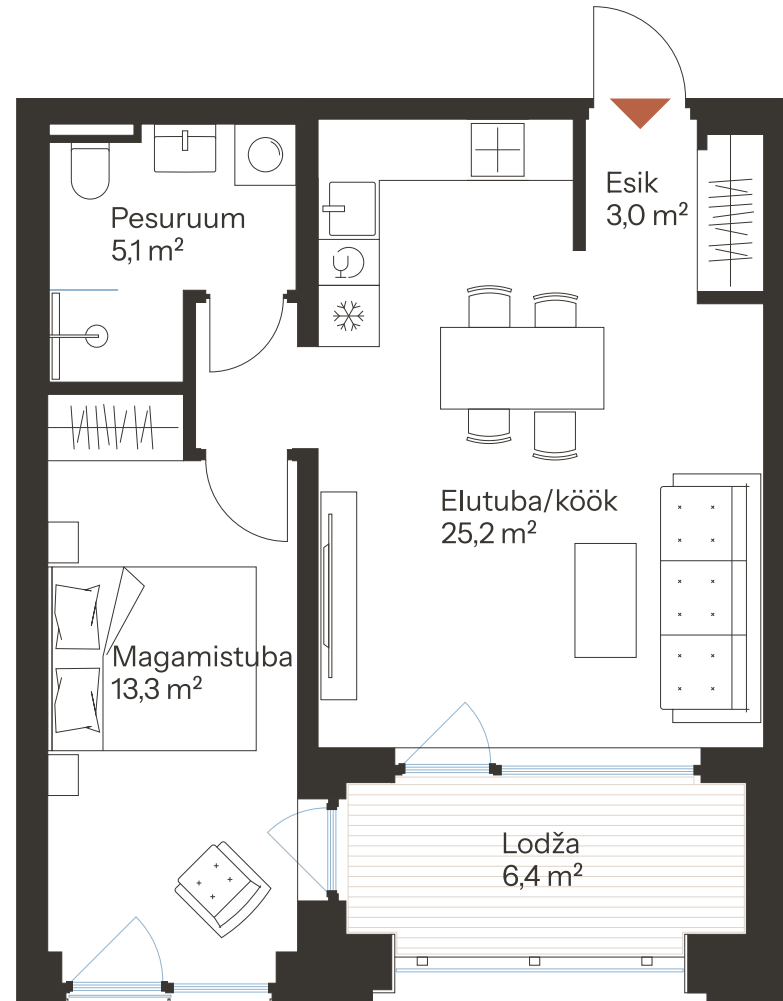 Esik
3,0 m²
Pesuruum
5,1 m²
Elutuba/köök
25,2 m²
Magamistuba
13,3 m²
Lodža
6,4 m²